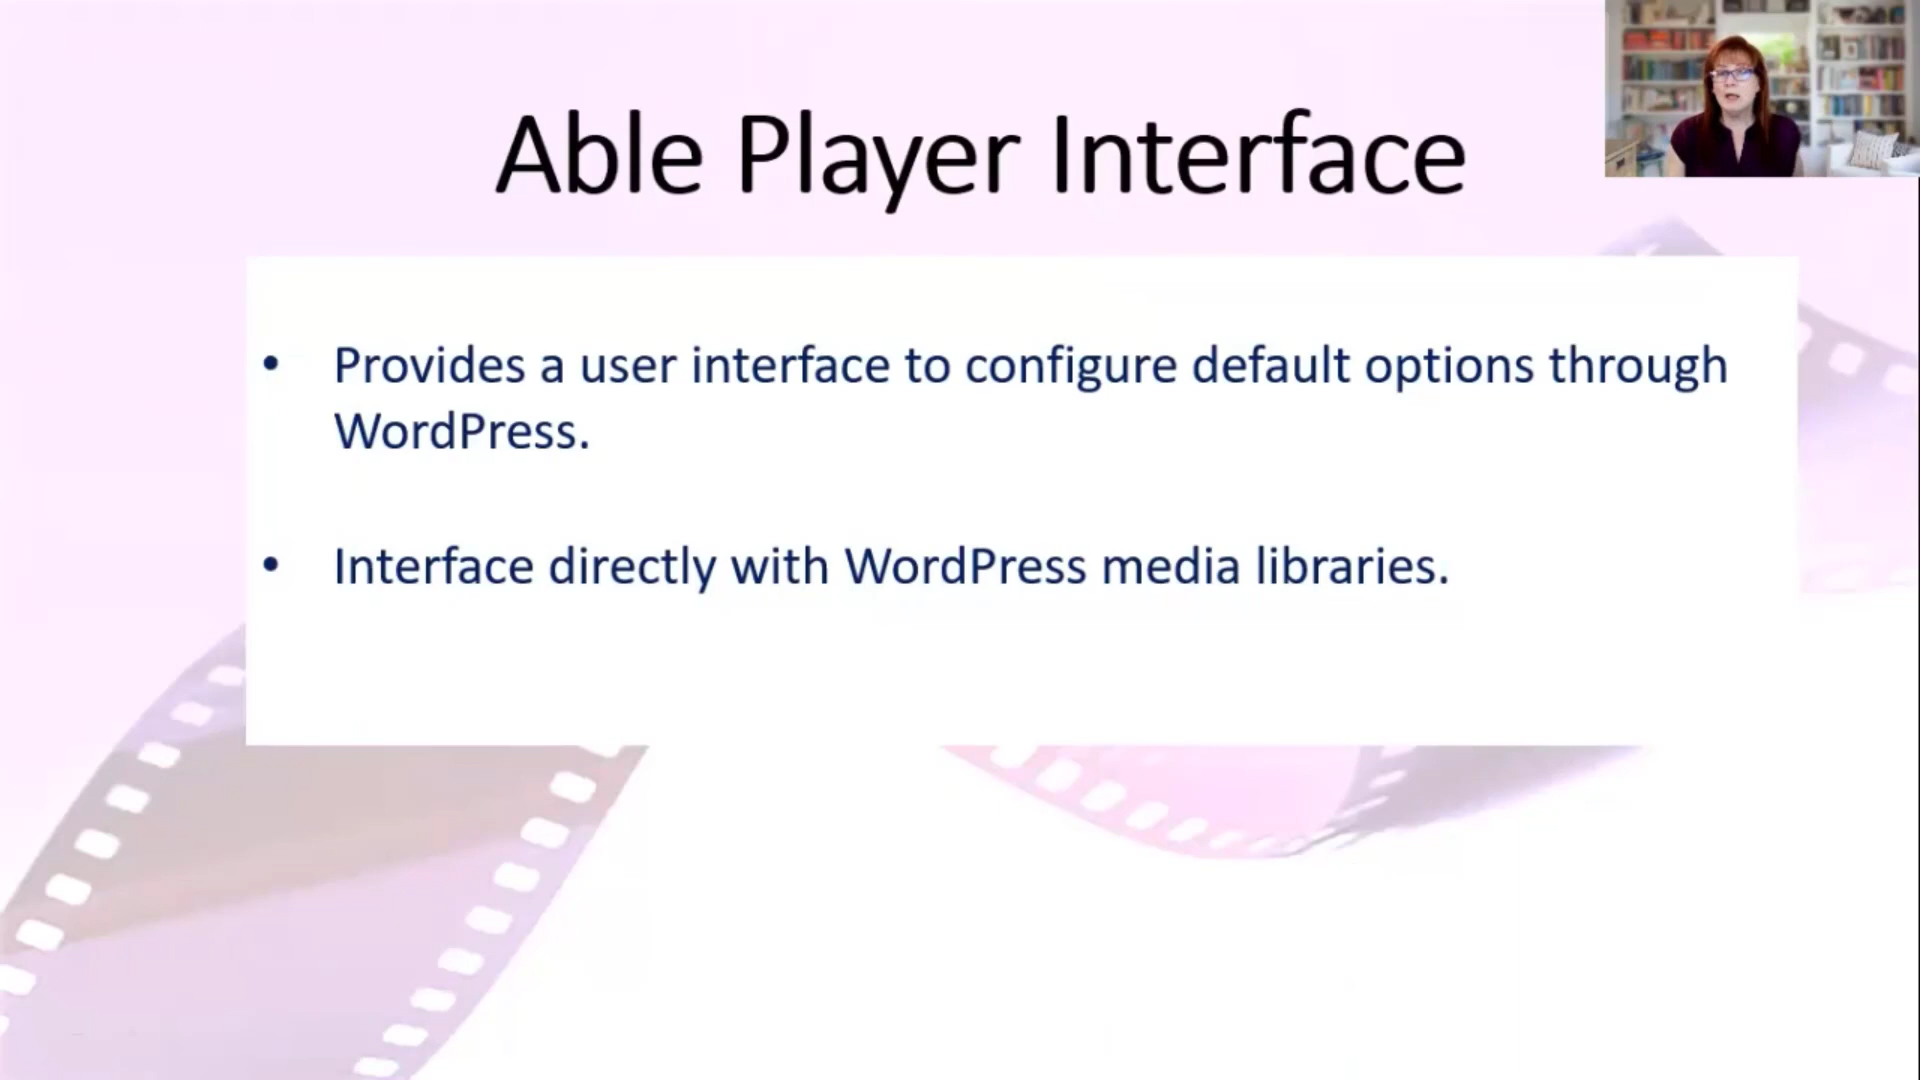 Able Player Interface
• Provides a user interface to configure default options through
WordPress.
• Interface directly with WordPress media libraries.